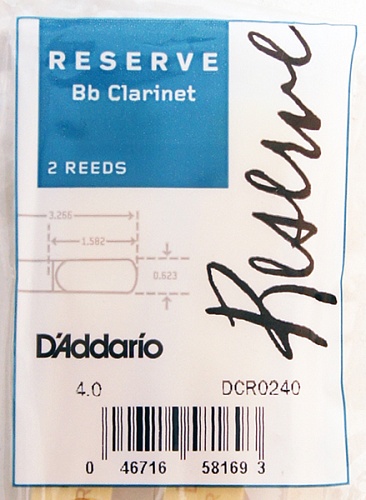 RESERVE
Bb Clarinet
2 REEDS
Reserve
3.266
1.582
0.623
D'Addario
4.0 DCR0240
0 46716 58169 3